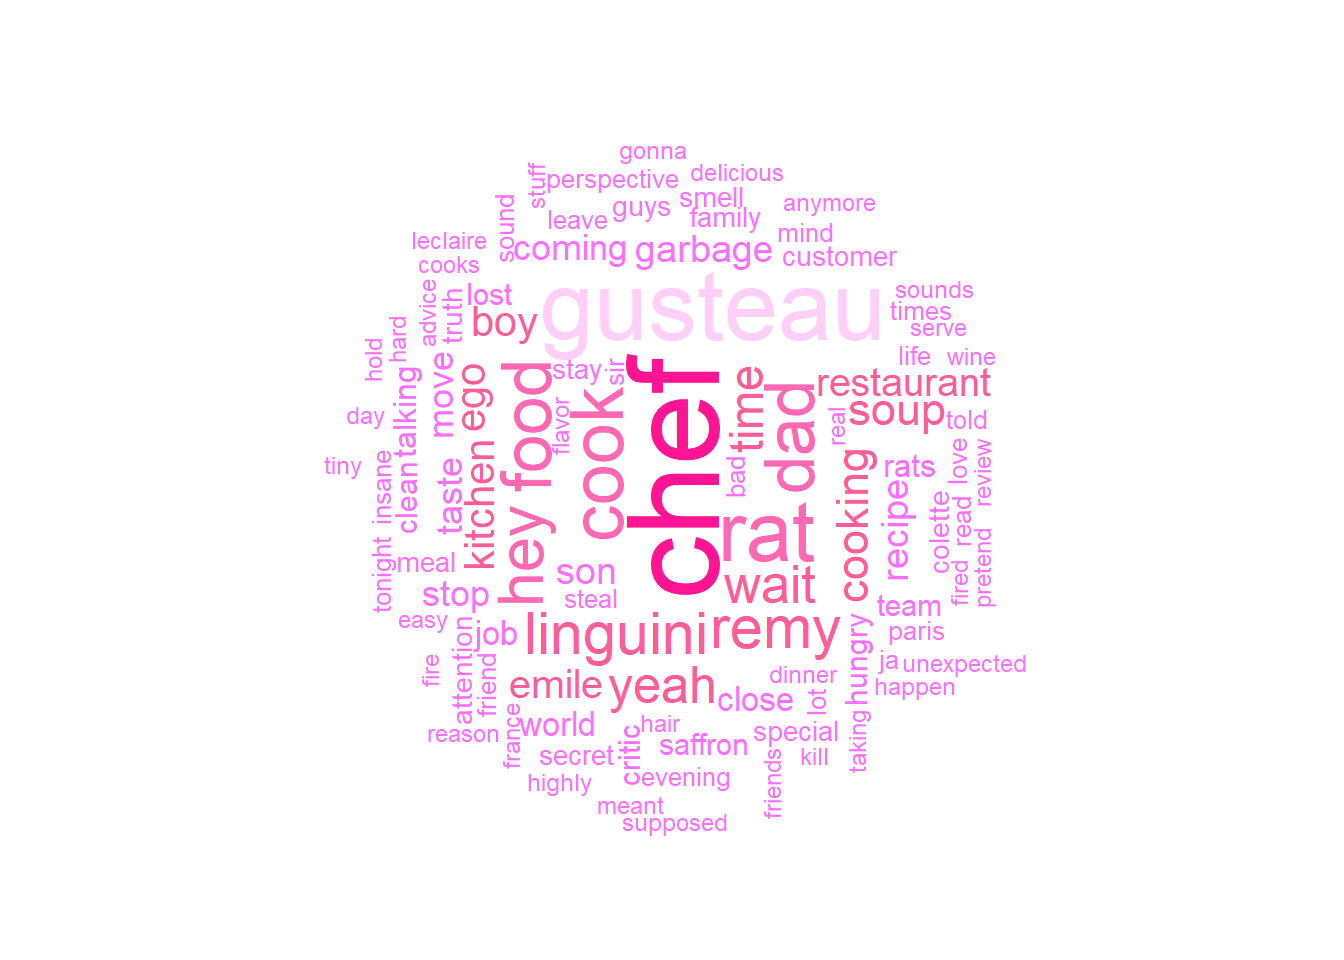 gonna
delicious
stuff
perspective
smell
anymore
sound
leave
guys
family
mind
leclaire
coming
garbage
customer
cooks
lost
gusteau
sounds
advice
truth
boy
times
serve
hold
hard
move
ego
food
stay
sir
chef
time
dad
life
wine
restaurant
talking
cook
soup
day
flavor
real
told
tiny
insane
clean
taste
kitchen
hey
bad
rat
cooking
rats
love
review
recipe
colette
read
tonight
meal
son
wait
fired
pretend
stop
steal
team
easy
job
linguini
remy
hungry
paris
fire
attention
friend
emile
yeah
dinner
ja
unexpected
close
lot
happen
reason
france
world
hair
saffron
special
taking
secret
critic
evening
friends
kill
highly
meant
supposed